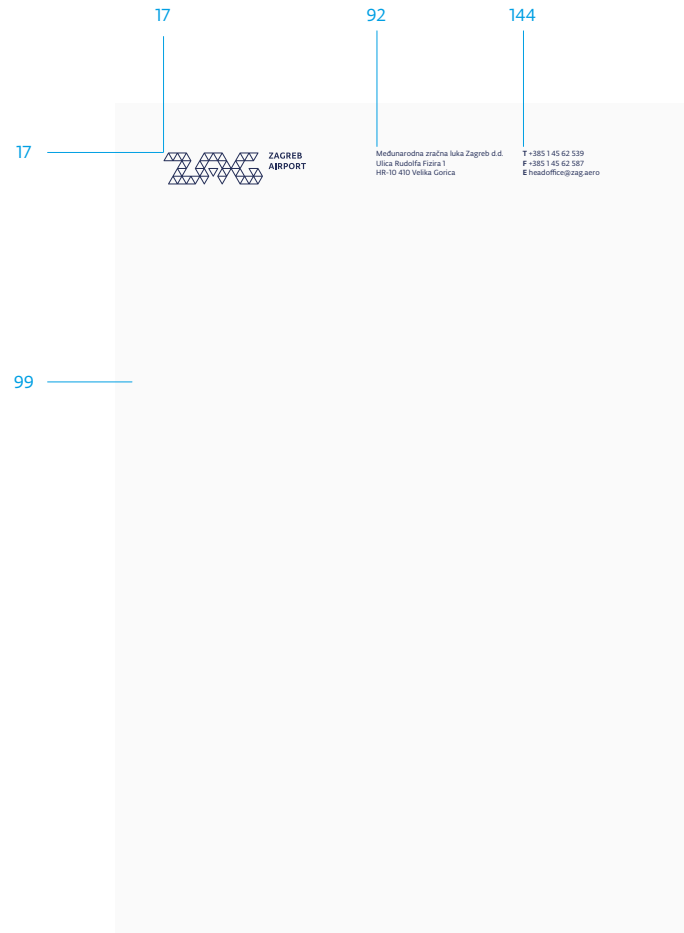 17 92 144
17
ZAG
ZAGREB
AIRPORT
Međunarodna zračna luka Zagreb d.d.
Ulica Rudolfa Fizira 1
HR-10 410 Velika Gorica
T +385 1 45 62 539
F +385 1 45 62 587
E headoffice@zag.aero
99